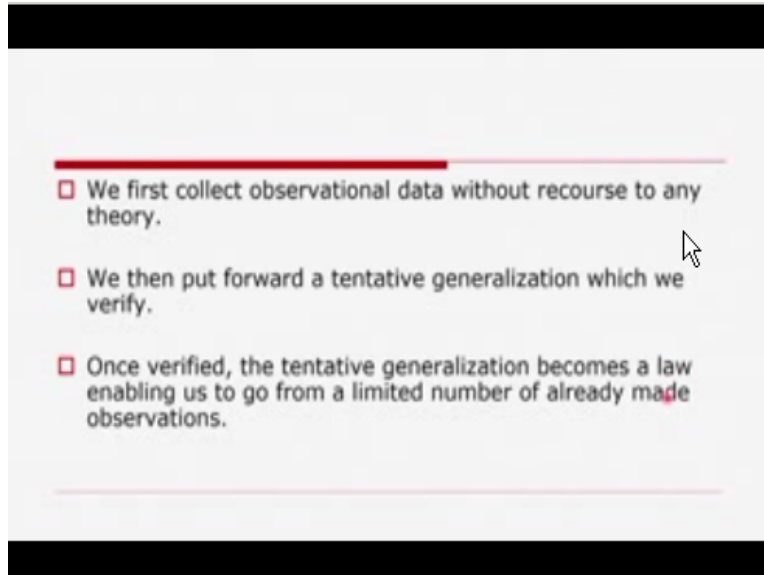 We first collect observational data without recourse to any
theory.
We then put forward a tentative generalization which we
verify.
Once verified, the tentative generalization becomes a law
enabling us to go from a limited number of already made
observations.